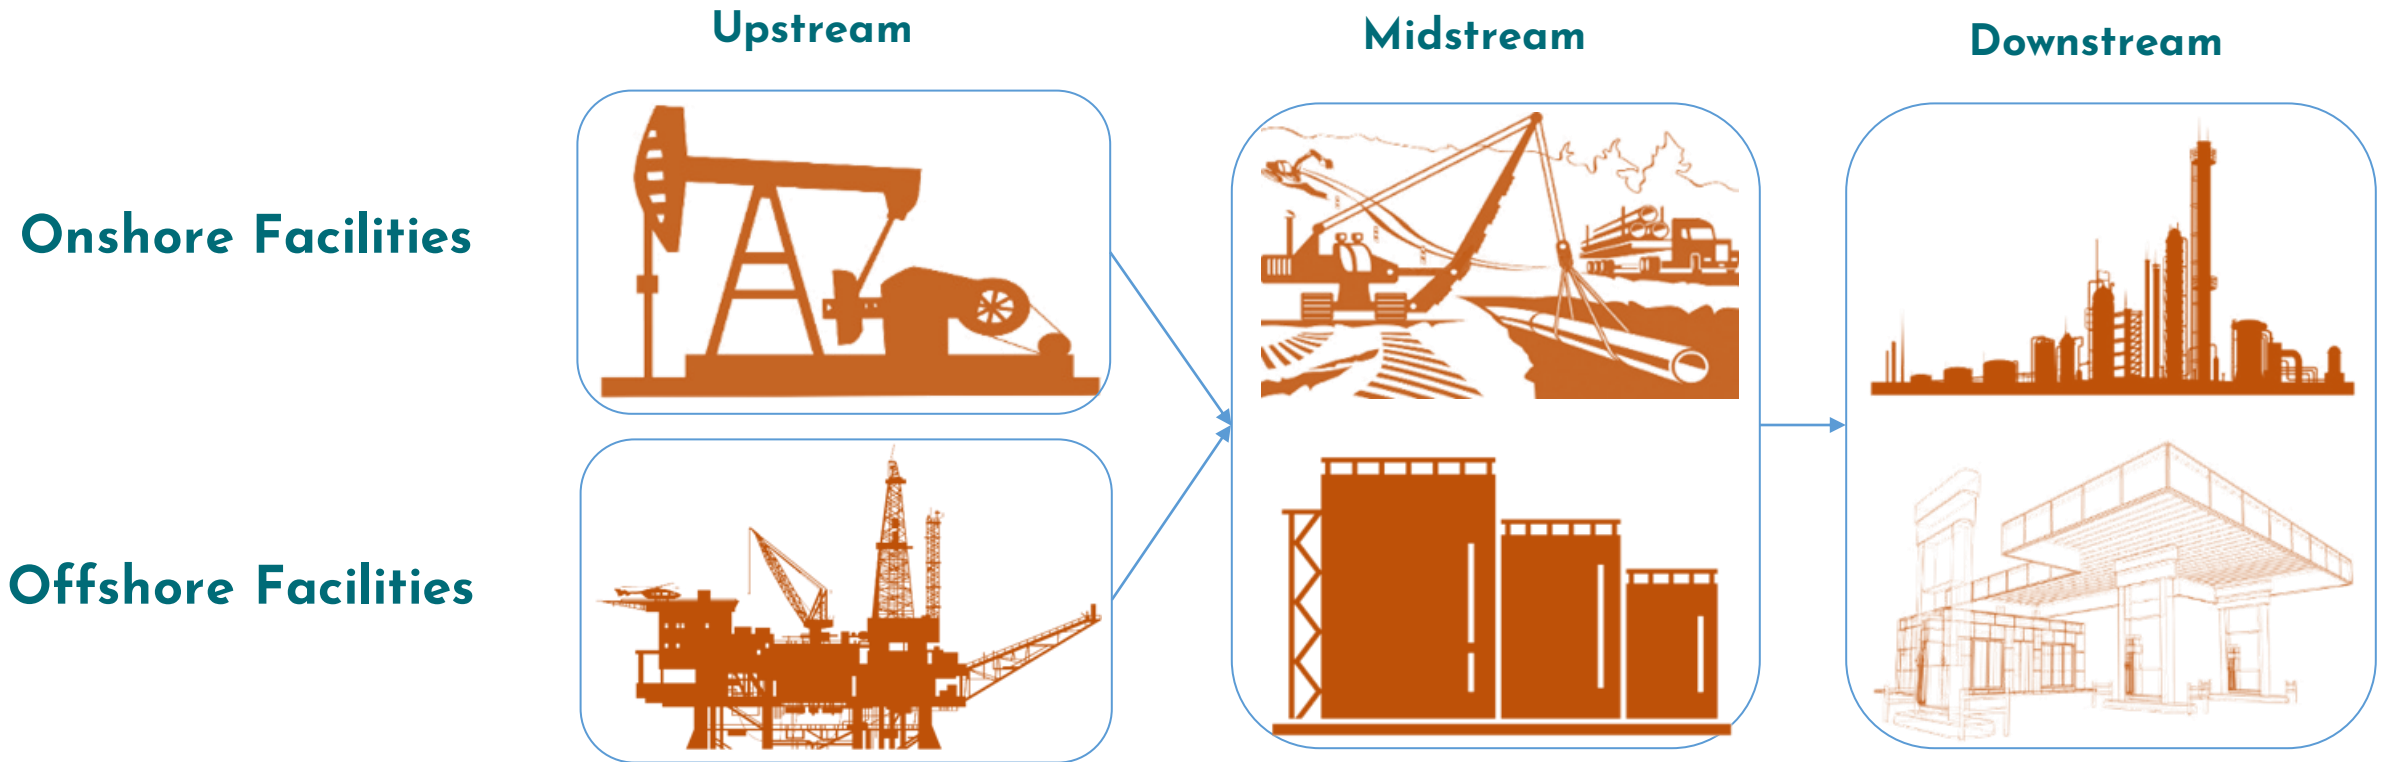 Upstream
Midstream
Downstream
Onshore Facilities
Offshore Facilities